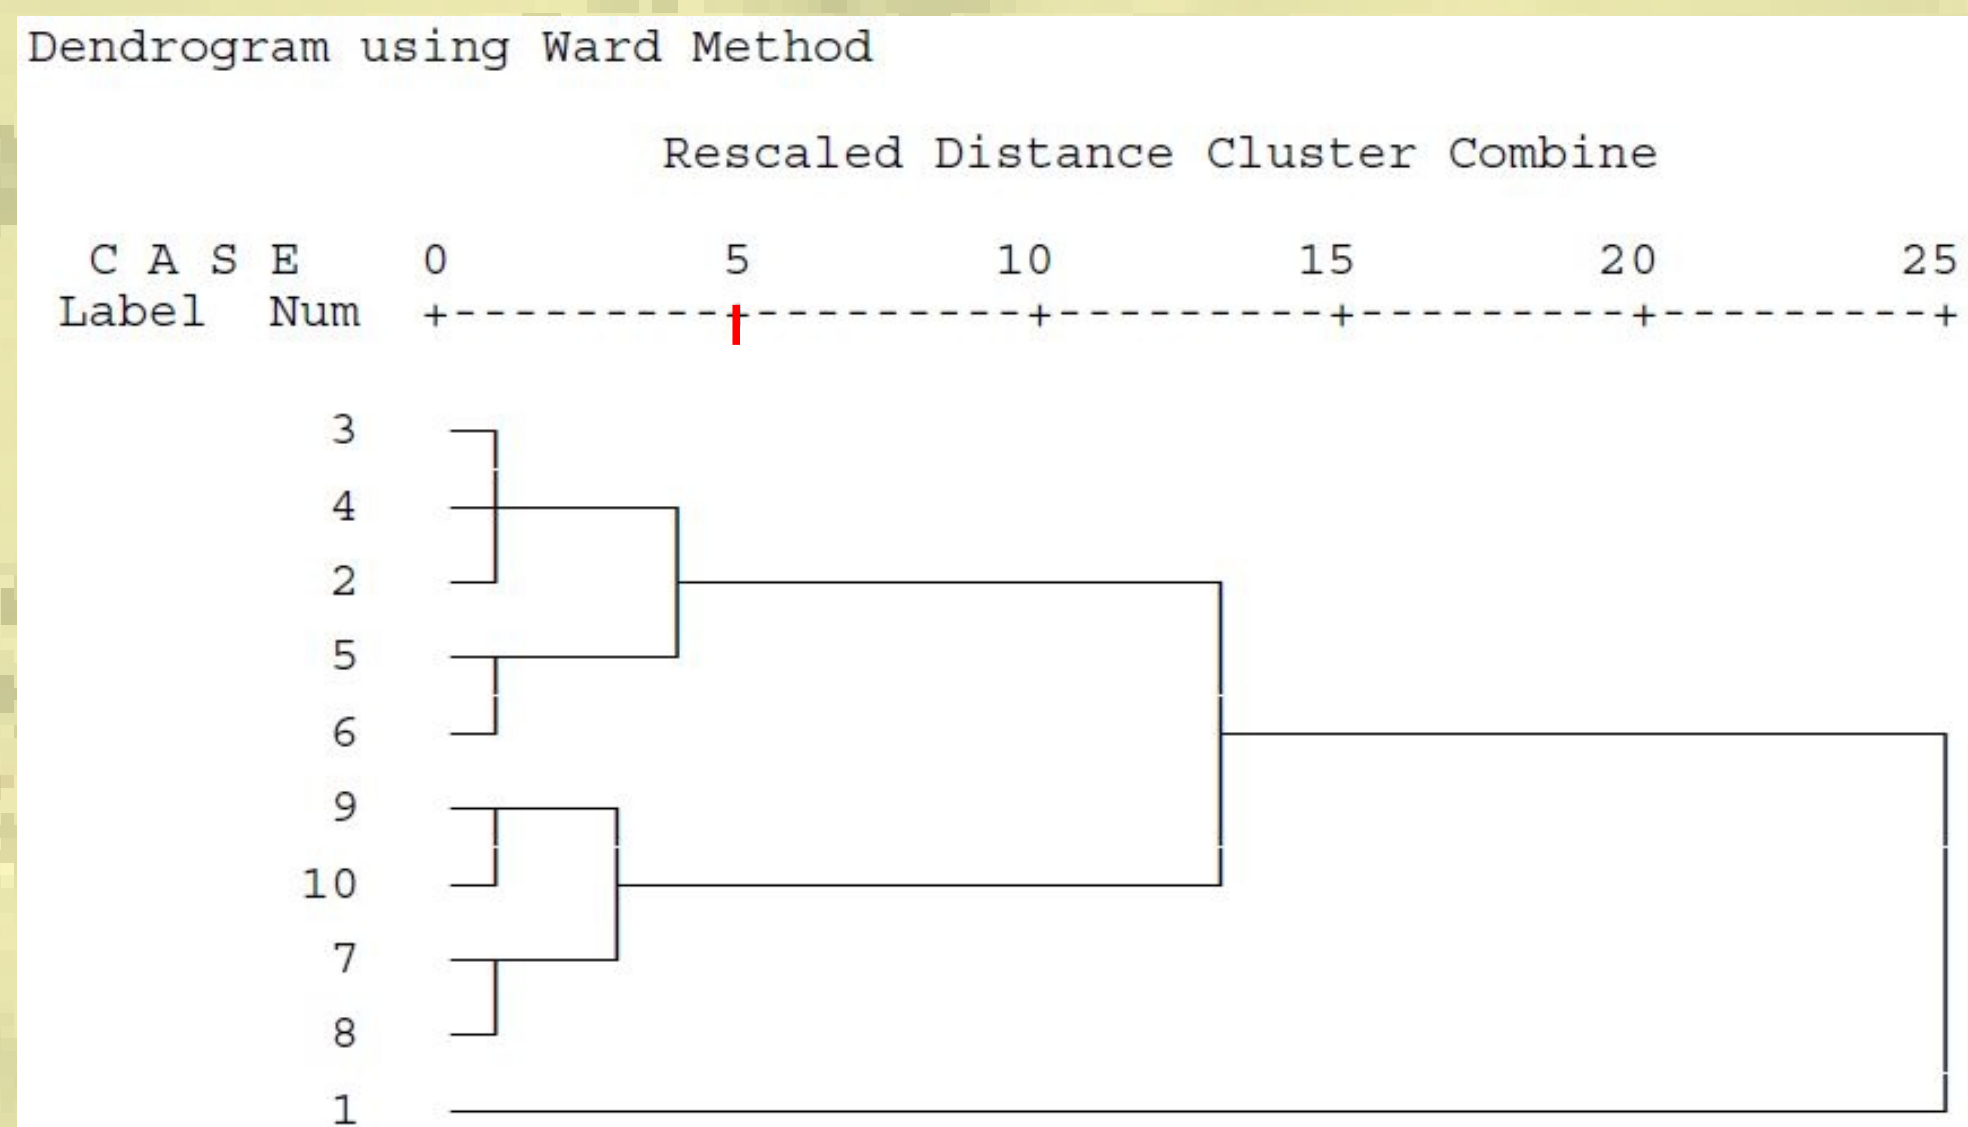 Dendrogram using Ward Method
Rescaled Distance Cluster Combine
C A S E 0 5 10 15 20 25
Label Num +---------+---------+---------+---------+---------+
3
4
2
5
6
9
10
7
8
1